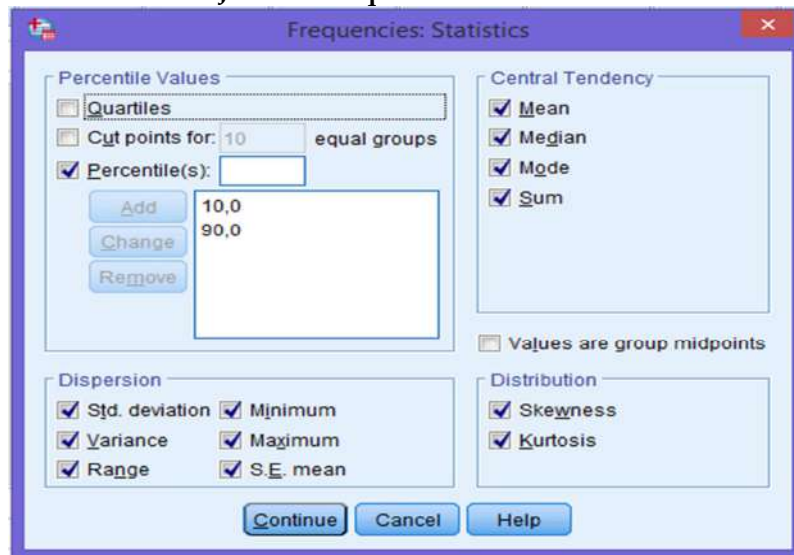 Frequencies: Statistics
Percentile Values
Quartiles
Cut points for: 10 equal groups
Percentile(s):
Add
Change
Remove
10,0
90,0
Central Tendency
Mean
Median
Mode
Sum
Values are group midpoints
Dispersion
Std. deviation Minimum
Variance Maximum
Range S.E. mean
Distribution
Skewness
Kurtosis
Continue Cancel Help